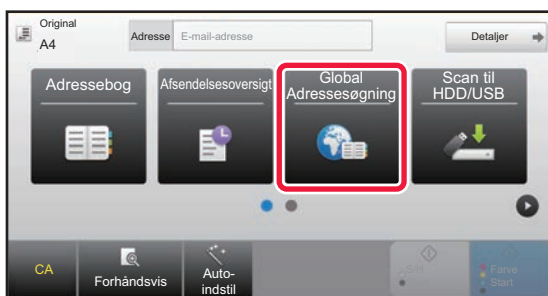 Original
A4
Adresse
E-mail-adresse
Detaljer
Adressebog
Afsendelsesoversigt
Global
Adressesøgning
Scan til
HDD/USB
CA
Forhåndsvis
Auto-
indstil
Farve
Start